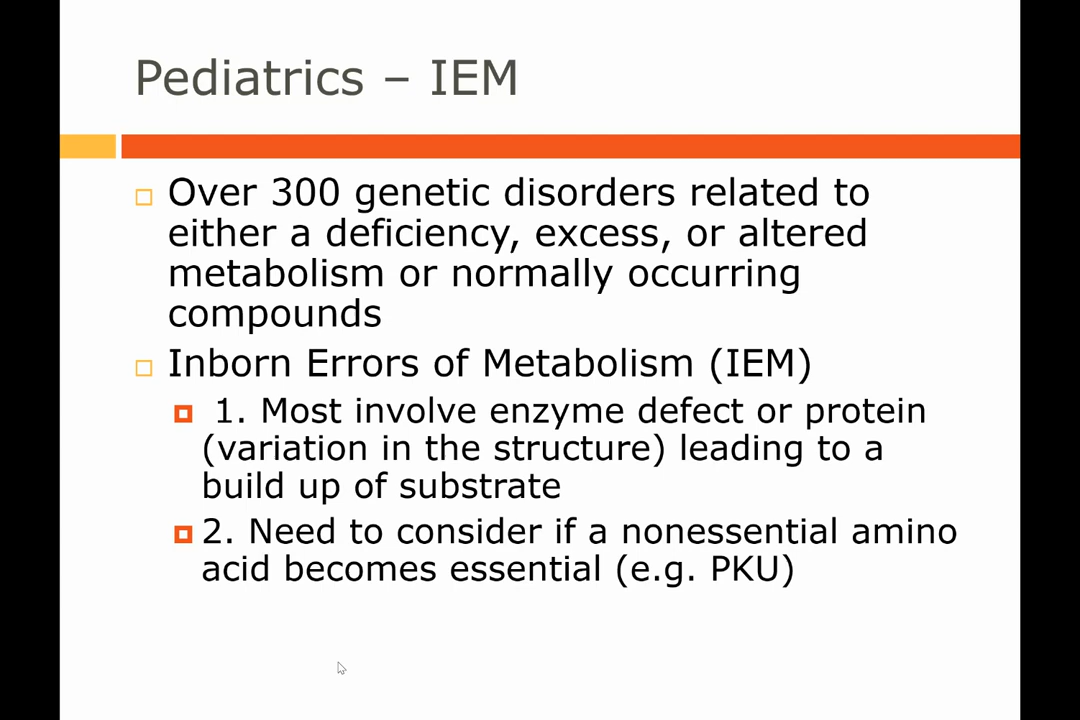 Pediatrics – IEM
Over 300 genetic disorders related to
either a deficiency, excess, or altered
metabolism or normally occurring
compounds
Inborn Errors of Metabolism (IEM)
1. Most involve enzyme defect or protein
(variation in the structure) leading to a
build up of substrate
2. Need to consider if a nonessential amino
acid becomes essential (e.g. PKU)